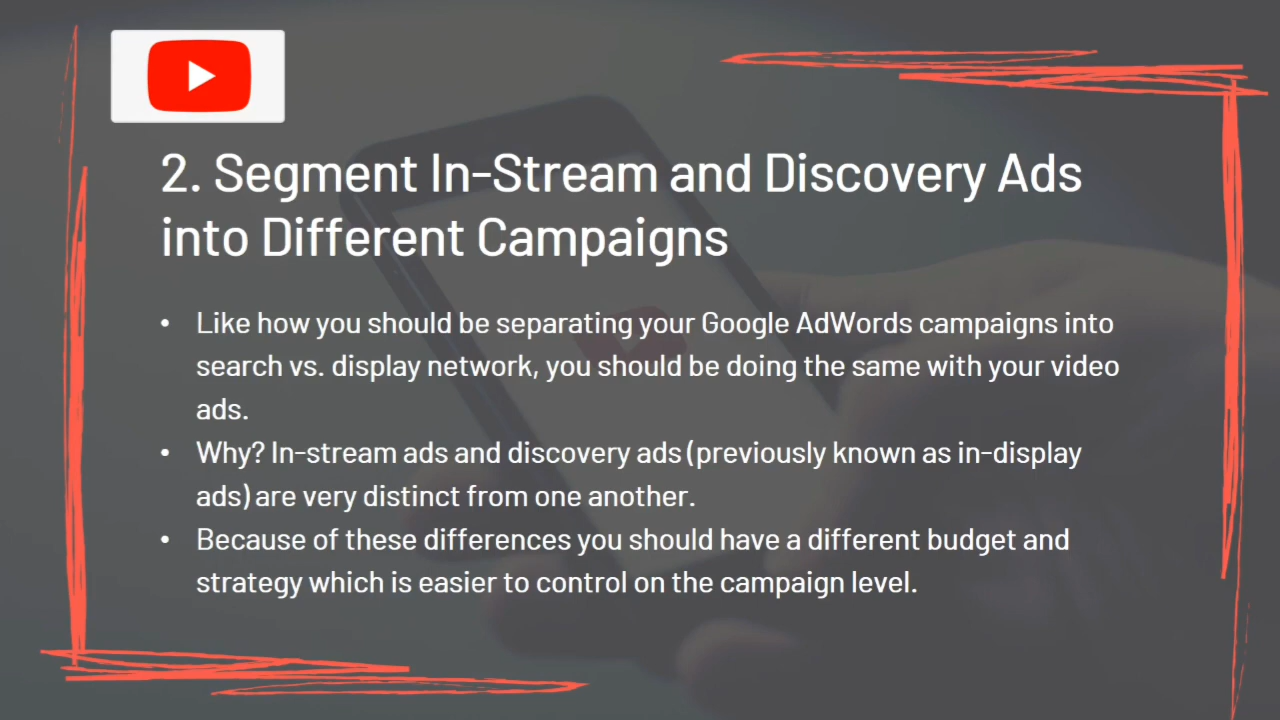 2. Segment In-Stream and Discovery Ads
into Different Campaigns
• Like how you should be separating your Google AdWords campaigns into
search vs. display network, you should be doing the same with your video
ads.
• Why? In-stream ads and discovery ads (previously known as in-display
ads) are very distinct from one another.
• Because of these differences you should have a different budget and
strategy which is easier to control on the campaign level.